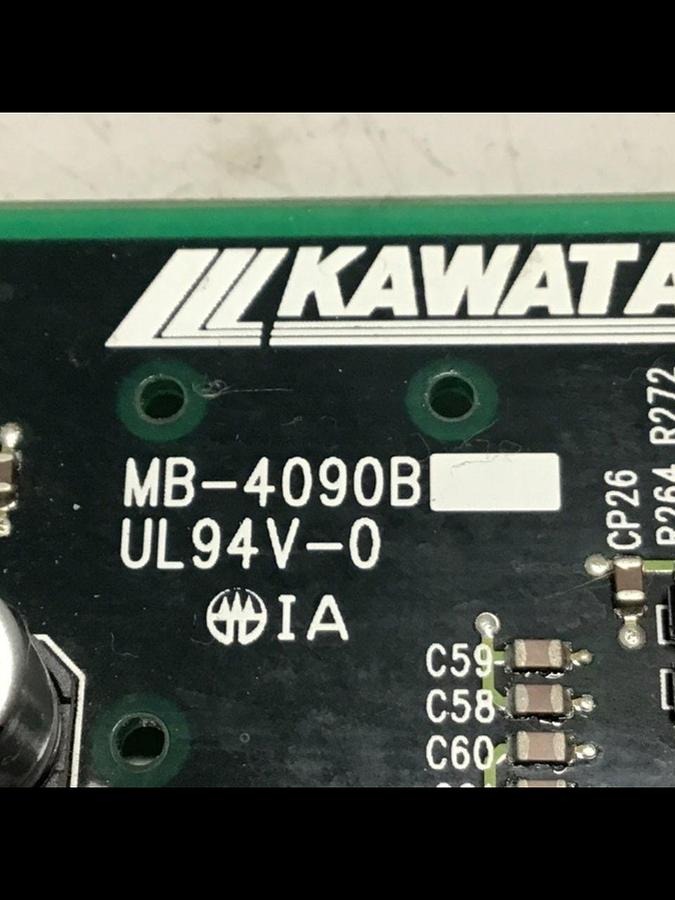 KAWATA
MB-4090B
UL94V-0
IA
CP26
R264 R272
C59
C58
C60